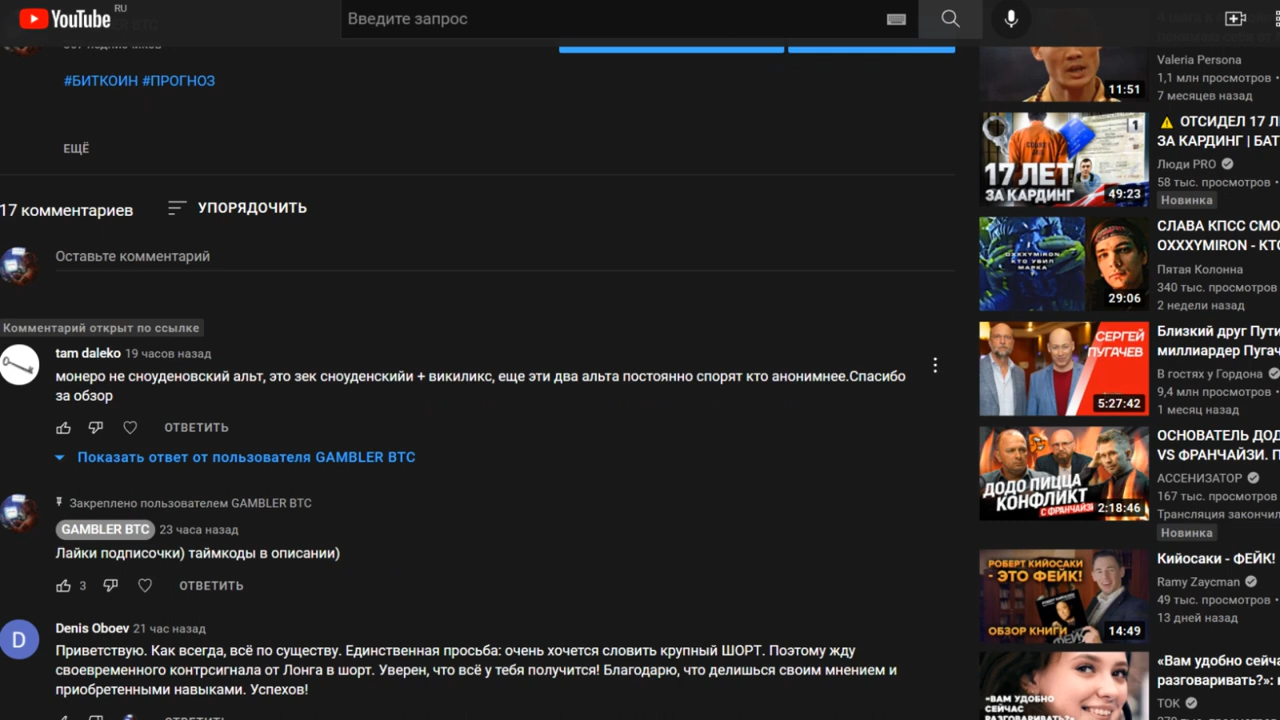 YouTube RU
Введите запрос
#БИТКОИН #ПРОГНОЗ
ЕЩЁ
17 комментариев
УПОРЯДОЧИТЬ
Оставьте комментарий
Комментарий открыт по ссылке
tam daleko 19 часов назад
монеро не сноуденовский альт, это зек сноуденскийи + викиликс, еще эти два альта постоянно спорят кто анонимнее.Спасибо
за обзор
ОТВЕТИТЬ
Показать ответ от пользователя GAMBLER BTC
Закреплено пользователем GAMBLER BTC
GAMBLER BTC 23 часа назад
Лайки подписочки) таймкоды в описании)
3 ОТВЕТИТЬ
D
Denis Oboev 21 час назад
Приветствую. Как всегда, всё по существу. Единственная просьба: очень хочется словить крупный ШОРТ. Поэтому жду
своевременного контрсигнала от Лонга в шорт. Уверен, что всё у тебя получится! Благодарю, что делишься своим мнением и
приобретенными навыками. Успехов!
ОТВЕТИТЬ
11:51
Valeria Persona
1,1 млн просмотров •
7 месяцев назад
1
17 ЛЕТ
ЗА КАРДИНГ
49:23
ОТСИДЕЛ 17 Л
ЗА КАРДИНГ | БАТ
Люди PRO
58 тыс. просмотров •
Новинка
OXXXYMIRON
КТО УБИЛ
МАРКА
29:06
СЛАВА КПСС СМО
OXXXYMIRON - КТО
Пятая Колонна
340 тыс. просмотров
2 недели назад
СЕРГЕЙ
ПУГАЧЕВ
5:27:42
Близкий друг Пути
миллиардер Пугач
В гостях у Гордона
9,4 млн просмотров •
1 месяц назад
ДОДО ПИЦЦА
КОНФЛИКТ
С ФРАНЧАЙЗИ
2:18:46
ОСНОВАТЕЛЬ ДОД
VS ФРАНЧАЙЗИ. П
АССЕНИЗАТОР
167 тыс. просмотров •
Трансляция закончил
Новинка
РОБЕРТ КИЙОСАКИ
- ЭТО ФЕЙК!
ОБЗОР КНИГИ
14:49
Кийосаки - ФЕЙК!
Ramy Zaycman
49 тыс. просмотров •
13 дней назад
«ВАМ УДОБНО
СЕЙЧАС
РАЗГОВАРИВАТЬ?»
«Вам удобно сейча
разговаривать?»:
ТОК